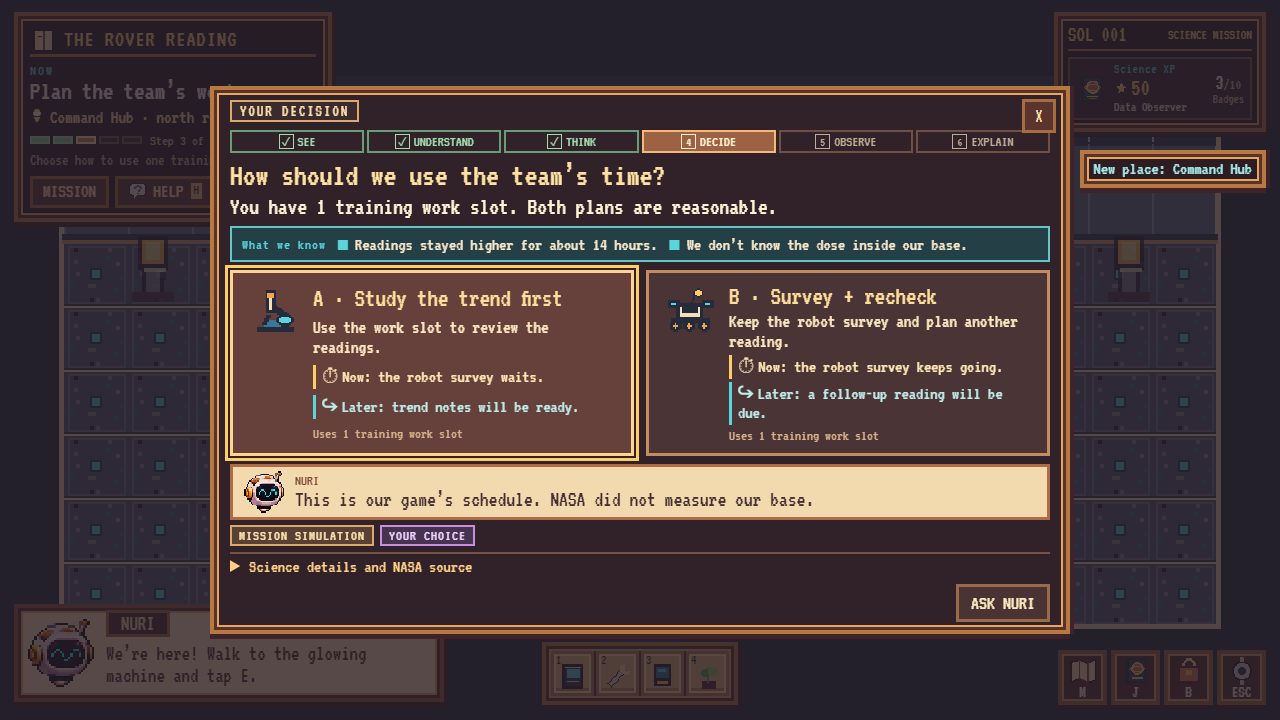 THE ROVER READING
NOW
Plan the team's w
Command Hub · north r
Step 3 of
Choose how to use one traini
MISSION
HELP H
SOL 001
SCIENCE MISSION
Science XP
50
Data Observer
3/10
Badges
New place: Command Hub
YOUR DECISION
X
SEE
UNDERSTAND
THINK
4 DECIDE
5 OBSERVE
6 EXPLAIN
How should we use the team's time?
You have 1 training work slot. Both plans are reasonable.
What we know Readings stayed higher for about 14 hours. We don't know the dose inside our base.
A · Study the trend first
Use the work slot to review the
readings.
Now: the robot survey waits.
Later: trend notes will be ready.
Uses 1 training work slot
B · Survey + recheck
Keep the robot survey and plan another
reading.
Now: the robot survey keeps going.
Later: a follow-up reading will be
due.
Uses 1 training work slot
NURI
This is our game's schedule. NASA did not measure our base.
MISSION SIMULATION
YOUR CHOICE
Science details and NASA source
ASK NURI
NURI
We're here! Walk to the glowing
machine and tap E.
1 2 3 4
M J B ESC